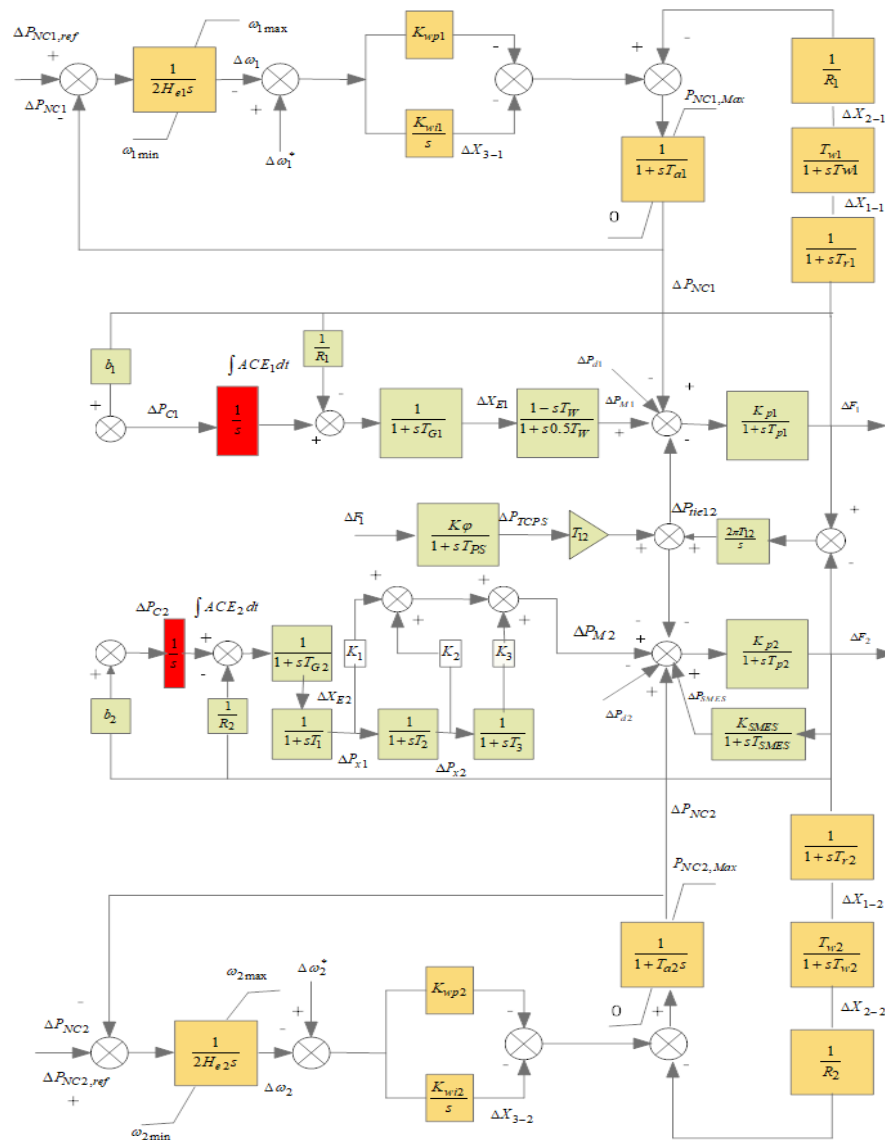 ΔP_{NC1,ref}
+
ΔP_{NC1}
-
ω_{1max}
1/(2H_{e1}s)
ω_{1min}
Δω_1
-
+
Δω_1^*
K_{wp1}
K_{wi1}/s
ΔX_{3-1}
-
-
+
-
P_{NC1,Max}
1/(1+sT_{a1})
0
1/R_1
ΔX_{2-1}
T_{w1}/(1+sTw1)
ΔX_{1-1}
1/(1+sT_{r1})
ΔP_{NC1}
b_1
+
ΔP_{C1}
∫ACE_1dt
1/s
1/R_1
-
+
1/(1+sT_{G1})
ΔX_{E1}
(1-sT_W)/(1+s0.5T_W)
ΔP_{M1}
+
ΔP_{d1}
-
+
-
K_{p1}/(1+sT_{p1})
ΔF_1
ΔF_1
Kφ/(1+sT_{PS})
ΔP_{TCPS}
T_{12}
+
ΔP_{tie12}
+
2πT_{12}/s
+
-
ΔP_{C2}
∫ACE_2dt
+
+
1/s
+
-
1/(1+sT_{G2})
b_2
1/R_2
ΔX_{E2}
1/(1+sT_1)
ΔP_{x1}
1/(1+sT_2)
ΔP_{x2}
1/(1+sT_3)
K_1
K_2
K_3
+
+
+
+
ΔP_{M2}
+
-
-
+
+
ΔP_{d2}
ΔP_{SMES}
K_{p2}/(1+sT_{p2})
ΔF_2
K_{SMES}/(1+sT_{SMES})
ΔP_{NC2}
1/(1+sT_{r2})
ΔX_{1-2}
T_{w2}/(1+sT_{w2})
ΔX_{2-2}
1/R_2
P_{NC2,Max}
1/(1+T_{a2}s)
0
+
-
-
ΔP_{NC2}
ΔP_{NC2,ref}
+
ω_{2max}
1/(2H_{e2}s)
ω_{2min}
Δω_2
-
Δω_2^*
+
K_{wp2}
K_{wi2}/s
ΔX_{3-2}
-
-